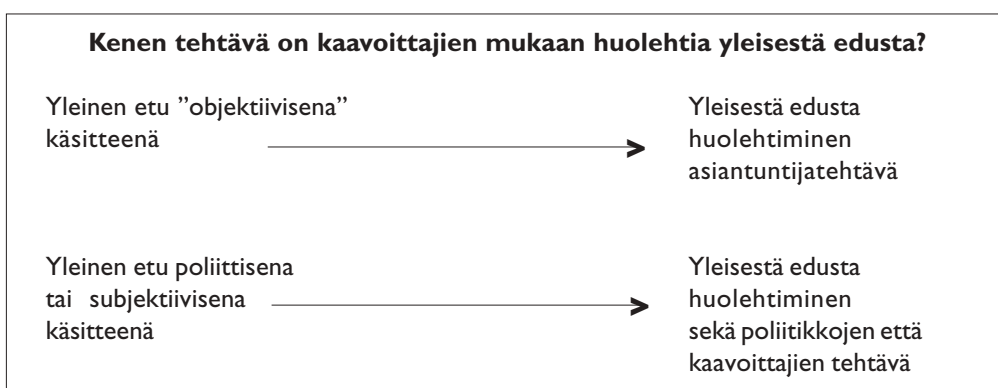 Kenen tehtävä on kaavoittajien mukaan huolehtia yleisestä edusta?
Yleinen etu ”objektiivisena”
käsitteenä
Yleisestä edusta
huolehtiminen
asiantuntijatehtävä
Yleinen etu poliittisena
tai subjektiivisena
käsitteenä
Yleisestä edusta
huolehtiminen
sekä poliitikkojen että
kaavoittajien tehtävä